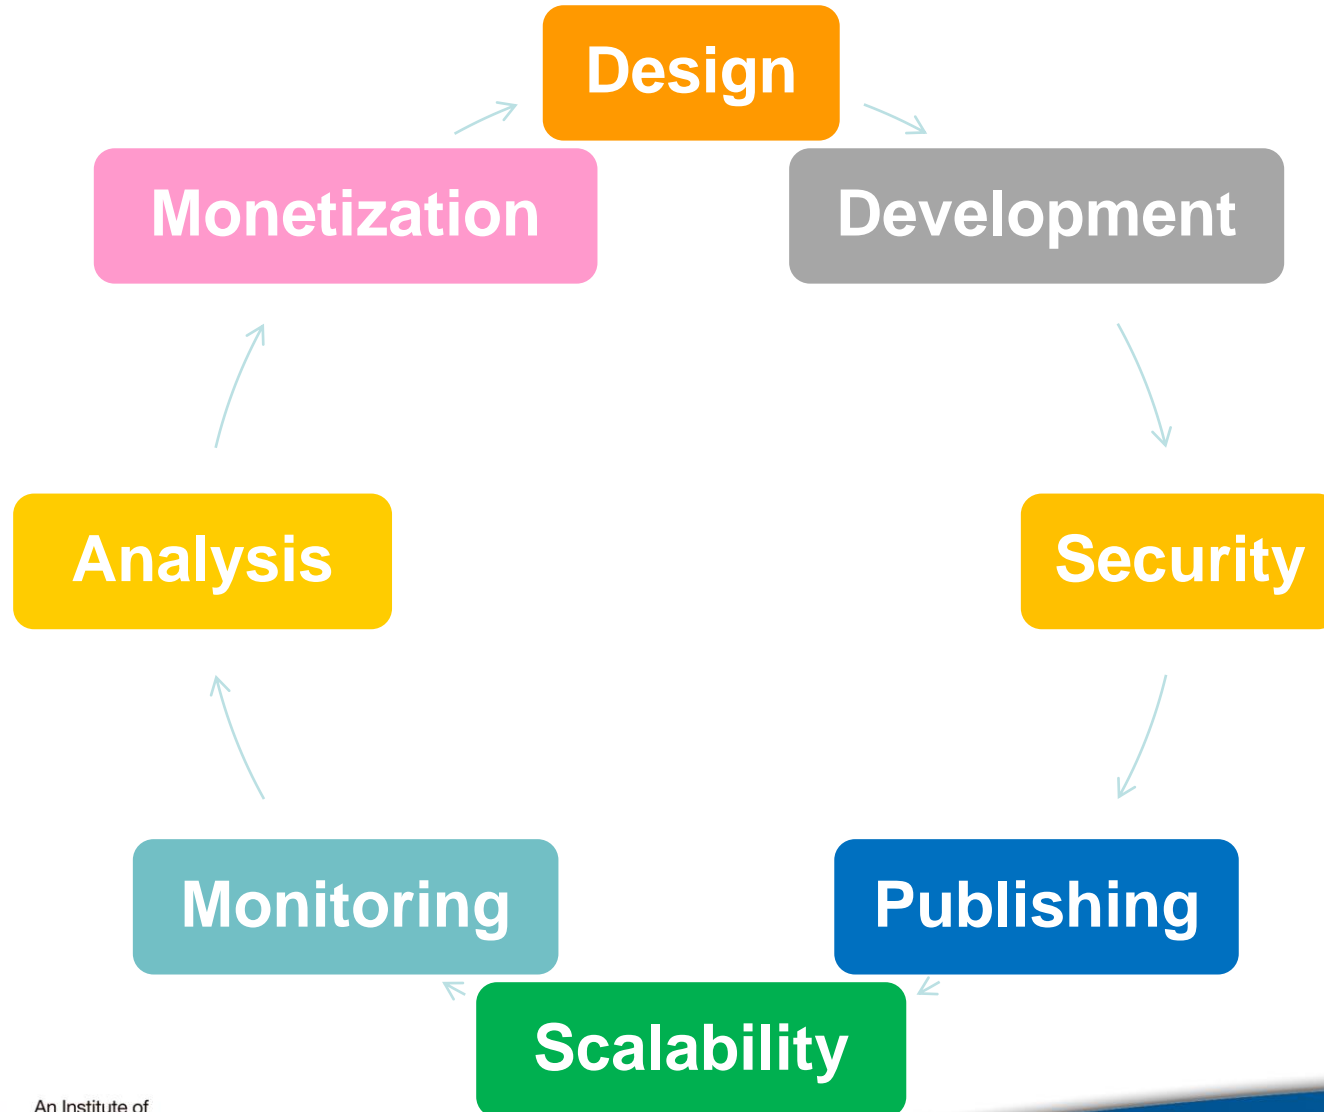 Design
Monetization
Development
Analysis
Security
Monitoring
Publishing
Scalability
An Institute of